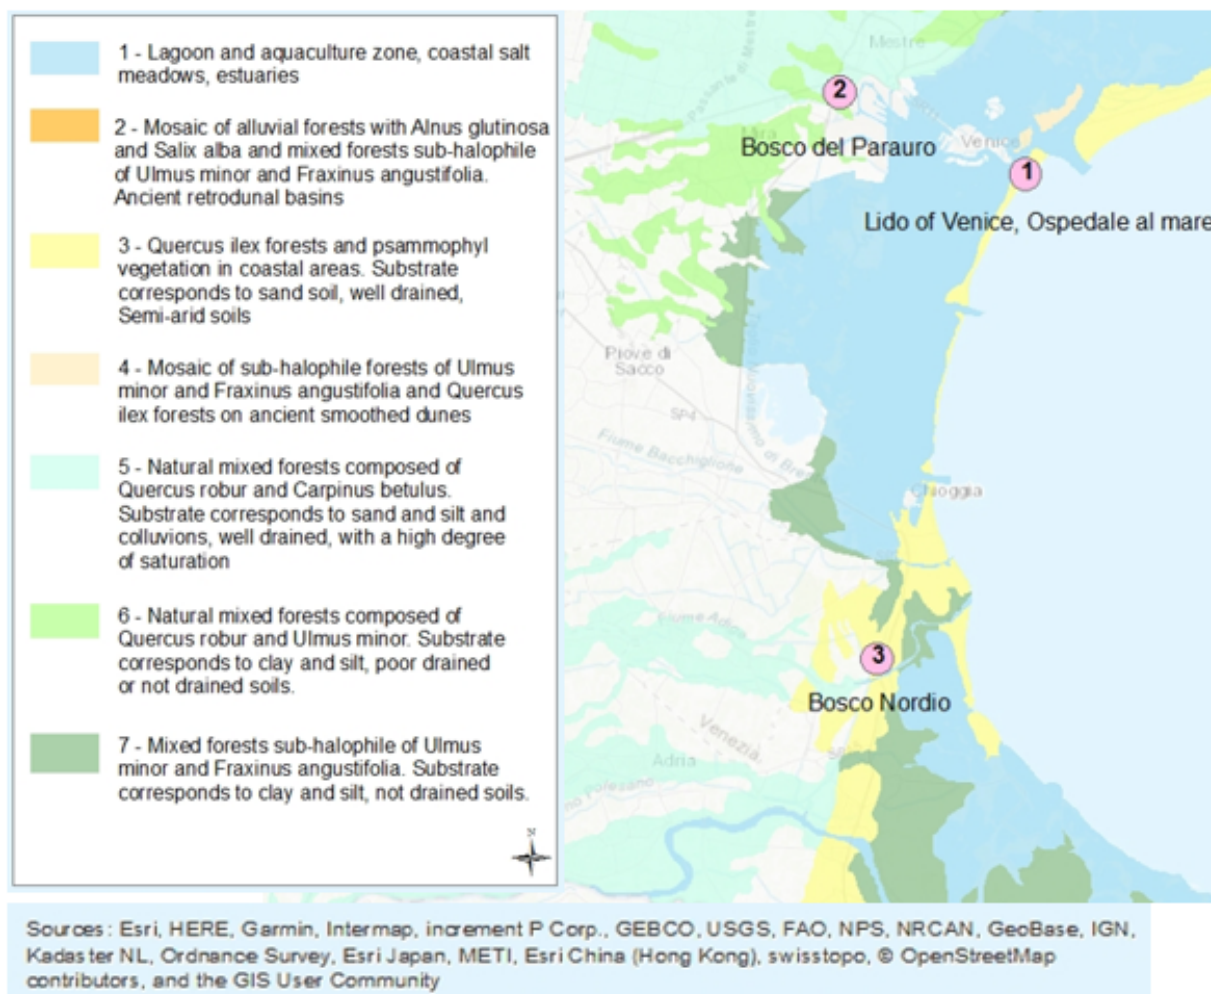 1 - Lagoon and aquaculture zone, coastal salt
meadows, estuaries
2 - Mosaic of alluvial forests with Alnus glutinosa
and Salix alba and mixed forests sub-halophile
of Ulmus minor and Fraxinus angustifolia.
Ancient retrodunal basins
3 - Quercus ilex forests and psammophyl
vegetation in coastal areas. Substrate
corresponds to sand soil, well drained,
Semi-arid soils
4 - Mosaic of sub-halophile forests of Ulmus
minor and Fraxinus angustifolia and Quercus
ilex forests on ancient smoothed dunes
5 - Natural mixed forests composed of
Quercus robur and Carpinus betulus.
Substrate corresponds to sand and silt and
colluvions, well drained, with a high degree
of saturation
6 - Natural mixed forests composed of
Quercus robur and Ulmus minor. Substrate
corresponds to clay and silt, poor drained
or not drained soils.
7 - Mixed forests sub-halophile of Ulmus
minor and Fraxinus angustifolia. Substrate
corresponds to clay and silt, not drained soils.
N
Mestre
2
Mira
Bosco del Parauro
Venice
1
Lido of Venice, Ospedale al mare
Piove di
Sacco
SP4
Fiume Bacchiglione
Chioggia
Fiume Adige
3
Bosco Nordio
Venezia
Adria
Sources: Esri, HERE, Garmin, Intermap, increment P Corp., GEBCO, USGS, FAO, NPS, NRCAN, GeoBase, IGN,
Kadaster NL, Ordnance Survey, Esri Japan, METI, Esri China (Hong Kong), swisstopo, © OpenStreetMap
contributors, and the GIS User Community